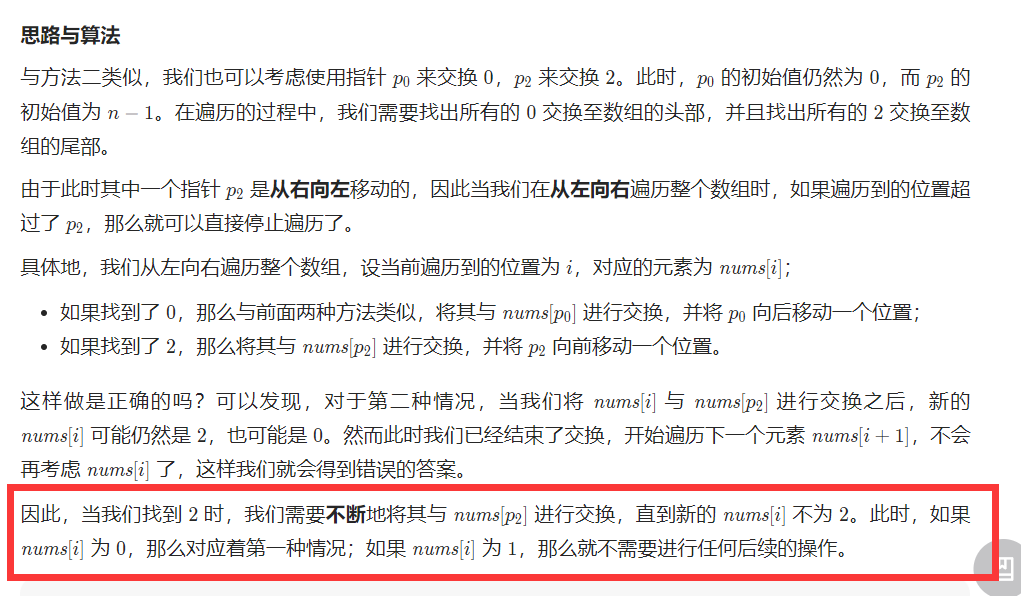 思路与算法
与方法二类似，我们也可以考虑使用指针 p0 来交换 0，p2 来交换 2。此时，p0 的初始值仍然为 0，而 p2 的
初始值为 n − 1。在遍历的过程中，我们需要找出所有的 0 交换至数组的头部，并且找出所有的 2 交换至数
组的尾部。
由于此时其中一个指针 p2 是从右向左移动的，因此当我们在从左向右遍历整个数组时，如果遍历到的位置超
过了 p2，那么就可以直接停止遍历了。
具体地，我们从左向右遍历整个数组，设当前遍历到的位置为 i，对应的元素为 nums[i]；
• 如果找到了 0，那么与前面两种方法类似，将其与 nums[p0] 进行交换，并将 p0 向后移动一个位置；
• 如果找到了 2，那么将其与 nums[p2] 进行交换，并将 p2 向前移动一个位置。
这样做是正确的吗？可以发现，对于第二种情况，当我们将 nums[i] 与 nums[p2] 进行交换之后，新的
nums[i] 可能仍然是 2，也可能是 0。然而此时我们已经结束了交换，开始遍历下一个元素 nums[i + 1]，不会
再考虑 nums[i] 了，这样我们就会得到错误的答案。
因此，当我们找到 2 时，我们需要不断地将其与 nums[p2] 进行交换，直到新的 nums[i] 不为 2。此时，如果
nums[i] 为 0，那么对应着第一种情况；如果 nums[i] 为 1，那么就不需要进行任何后续的操作。